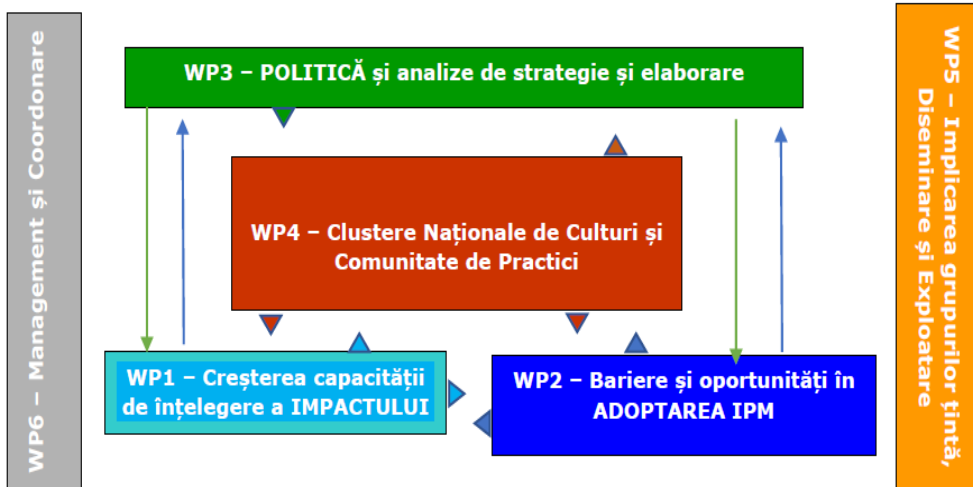 WP6 – Management și Coordonare
WP3 – POLITICĂ și analize de strategie și elaborare
WP4 – Clustere Naționale de Culturi și
Comunitate de Practici
WP1 – Creșterea capacității
de înțelegere a IMPACTULUI
WP2 – Bariere și oportunități în
ADOPTAREA IPM
WP5 – Implicarea grupurilor țintă,
Diseminare și Exploatare